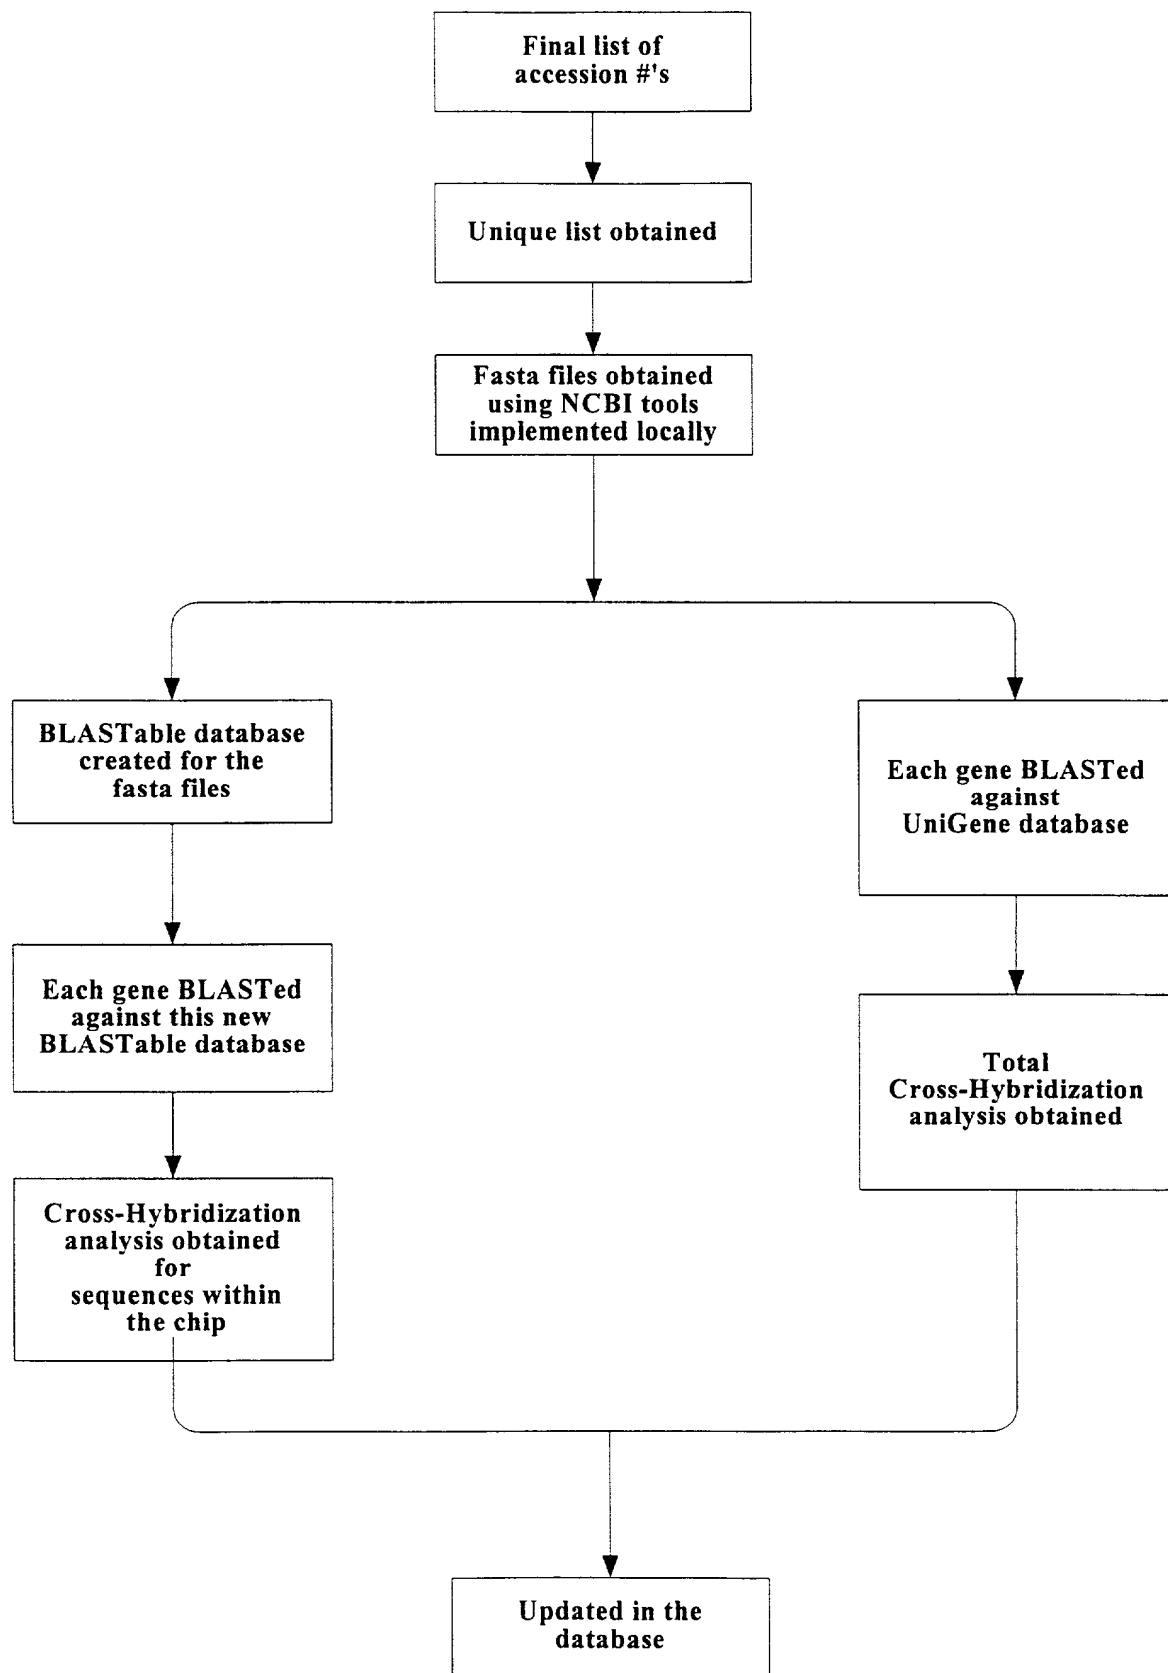 Final list of
accession #'s
Unique list obtained
Fasta files obtained
using NCBI tools
implemented locally
BLASTable database
created for the
fasta files
Each gene BLASTed
against
UniGene database
Each gene BLASTed
against this new
BLASTable database
Total
Cross-Hybridization
analysis obtained
Cross-Hybridization
analysis obtained
for
sequences within
the chip
Updated in the
database